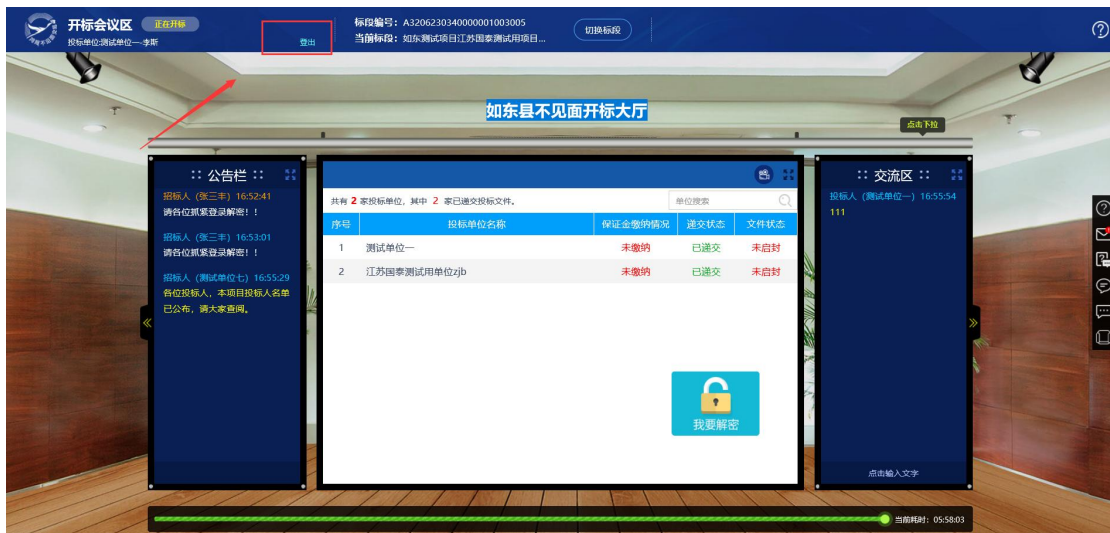 开标会议区 正在开标
投标单位:测试单位一-李斯
登出
标段编号：A3206230340000001003005
当前标段：如东测试项目江苏国泰测试用项目...
切换标段
如东县不见面开标大厅
点击下拉
:: 公告栏 ::
招标人（张三丰）16:52:41
请各位抓紧登录解密！！
招标人（张三丰）16:53:01
请各位抓紧登录解密！！
招标人（测试单位七）16:55:29
各位投标人，本项目投标人名单
已公布，请大家查阅。
共有 2 家投标单位，其中 2 家已递交投标文件。
单位搜索
序号 投标单位名称 保证金缴纳情况 递交状态 文件状态
1 测试单位一 未缴纳 已递交 未启封
2 江苏国泰测试用单位zjb 未缴纳 已递交 未启封
我要解密
:: 交流区 ::
投标人（测试单位一）16:55:54
111
点击输入文字
当前耗时：05:58:03